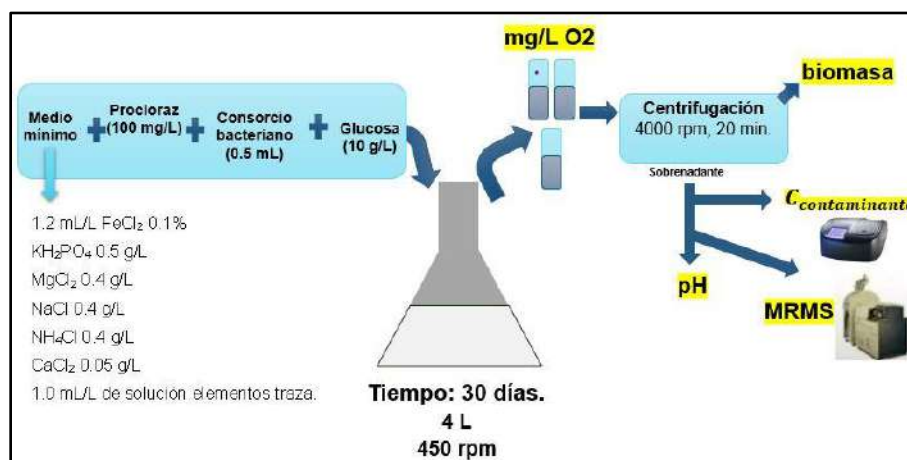 mg/L O2
biomasa
Medio
mínimo
Procloraz
(100 mg/L)
Consorcio
bacteriano
(0.5 mL)
Glucosa
(10 g/L)
Centrifugación
4000 rpm, 20 min.
Sobrenadante
C_contaminante
pH
MRMS
1.2 mL/L FeCl₂ 0.1%
KH₂PO₄ 0.5 g/L
MgCl₂ 0.4 g/L
NaCl 0.4 g/L
NH₄Cl 0.4 g/L
CaCl₂ 0.05 g/L
1.0 mL/L de solución elementos traza.
Tiempo: 30 días.
4 L
450 rpm